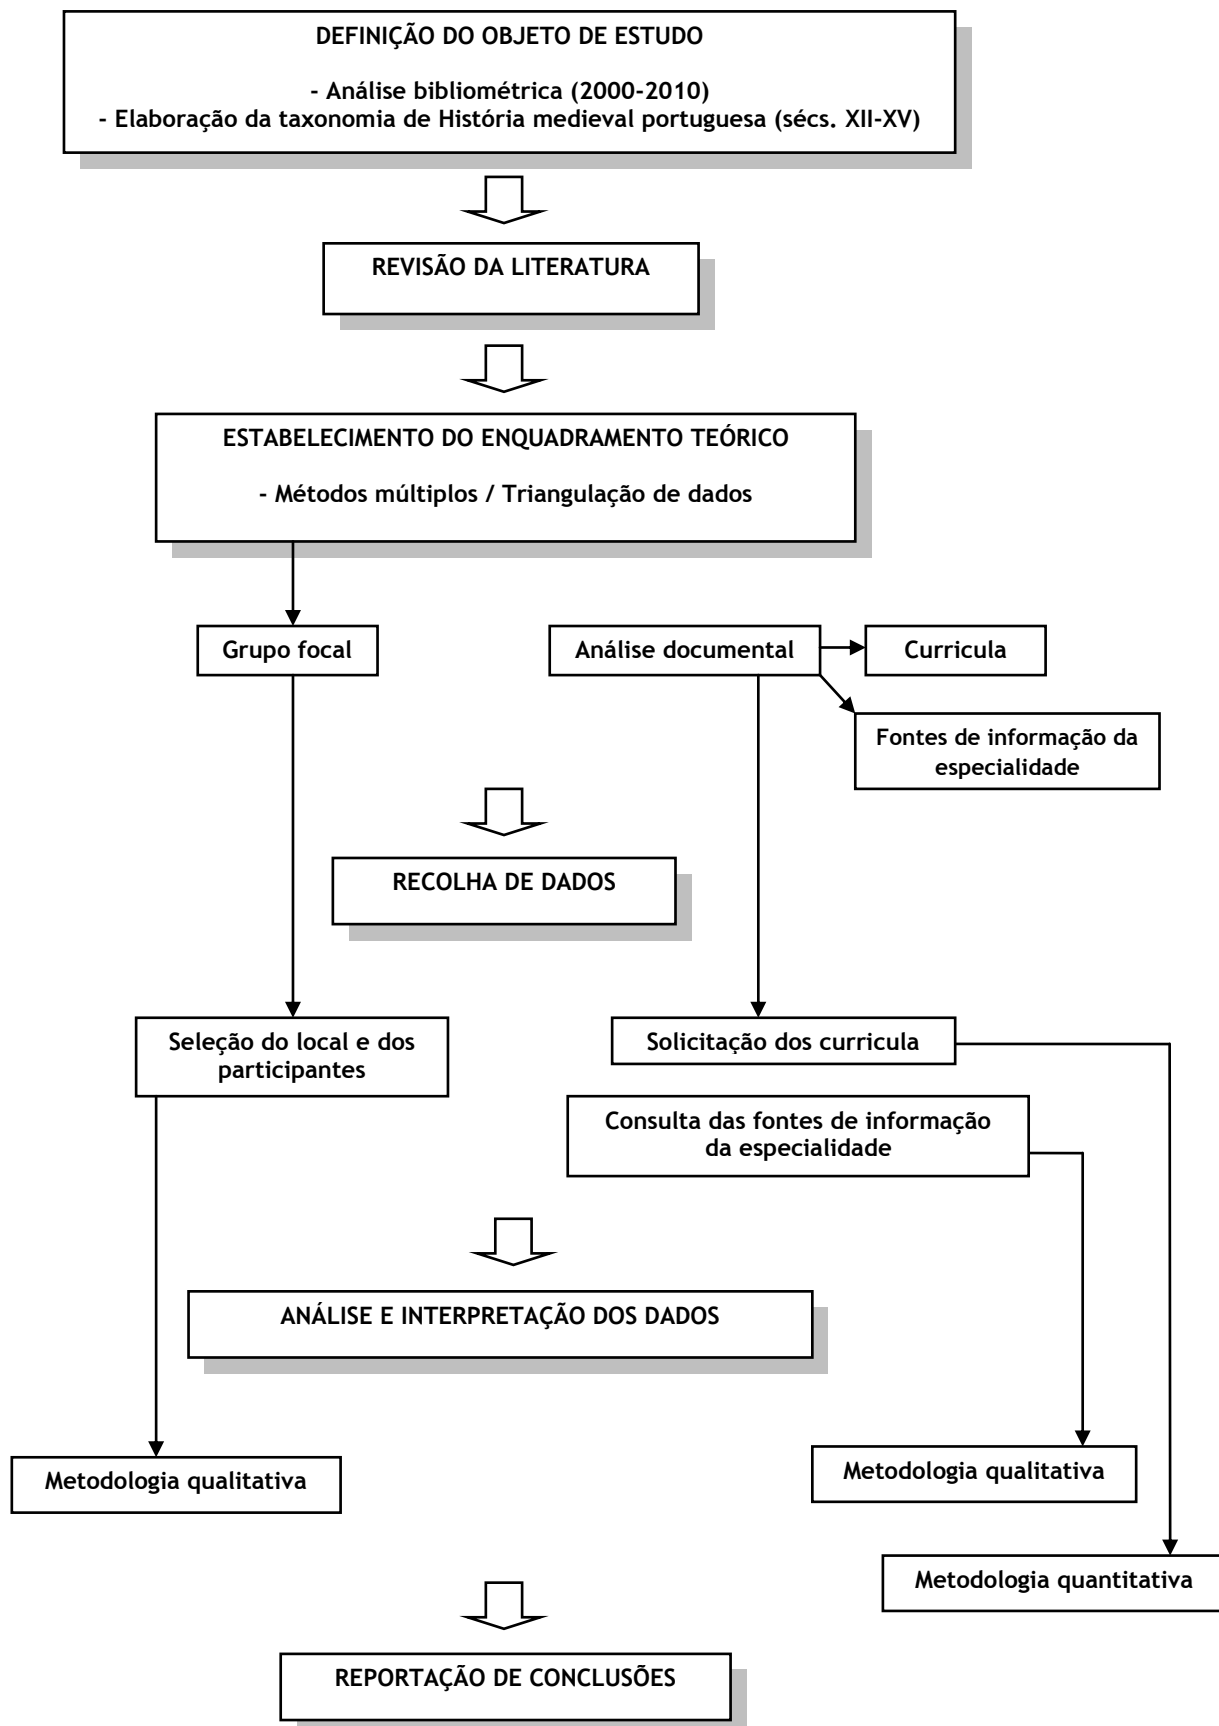 DEFINIÇÃO DO OBJETO DE ESTUDO
- Análise bibliométrica (2000-2010)
- Elaboração da taxonomia de História medieval portuguesa (sécs. XII-XV)
REVISÃO DA LITERATURA
ESTABELECIMENTO DO ENQUADRAMENTO TEÓRICO
- Métodos múltiplos / Triangulação de dados
Grupo focal
Análise documental
Curricula
Fontes de informação da
especialidade
RECOLHA DE DADOS
Seleção do local e dos
participantes
Solicitação dos curricula
Consulta das fontes de informação
da especialidade
ANÁLISE E INTERPRETAÇÃO DOS DADOS
Metodologia qualitativa
Metodologia qualitativa
Metodologia quantitativa
REPORTAÇÃO DE CONCLUSÕES